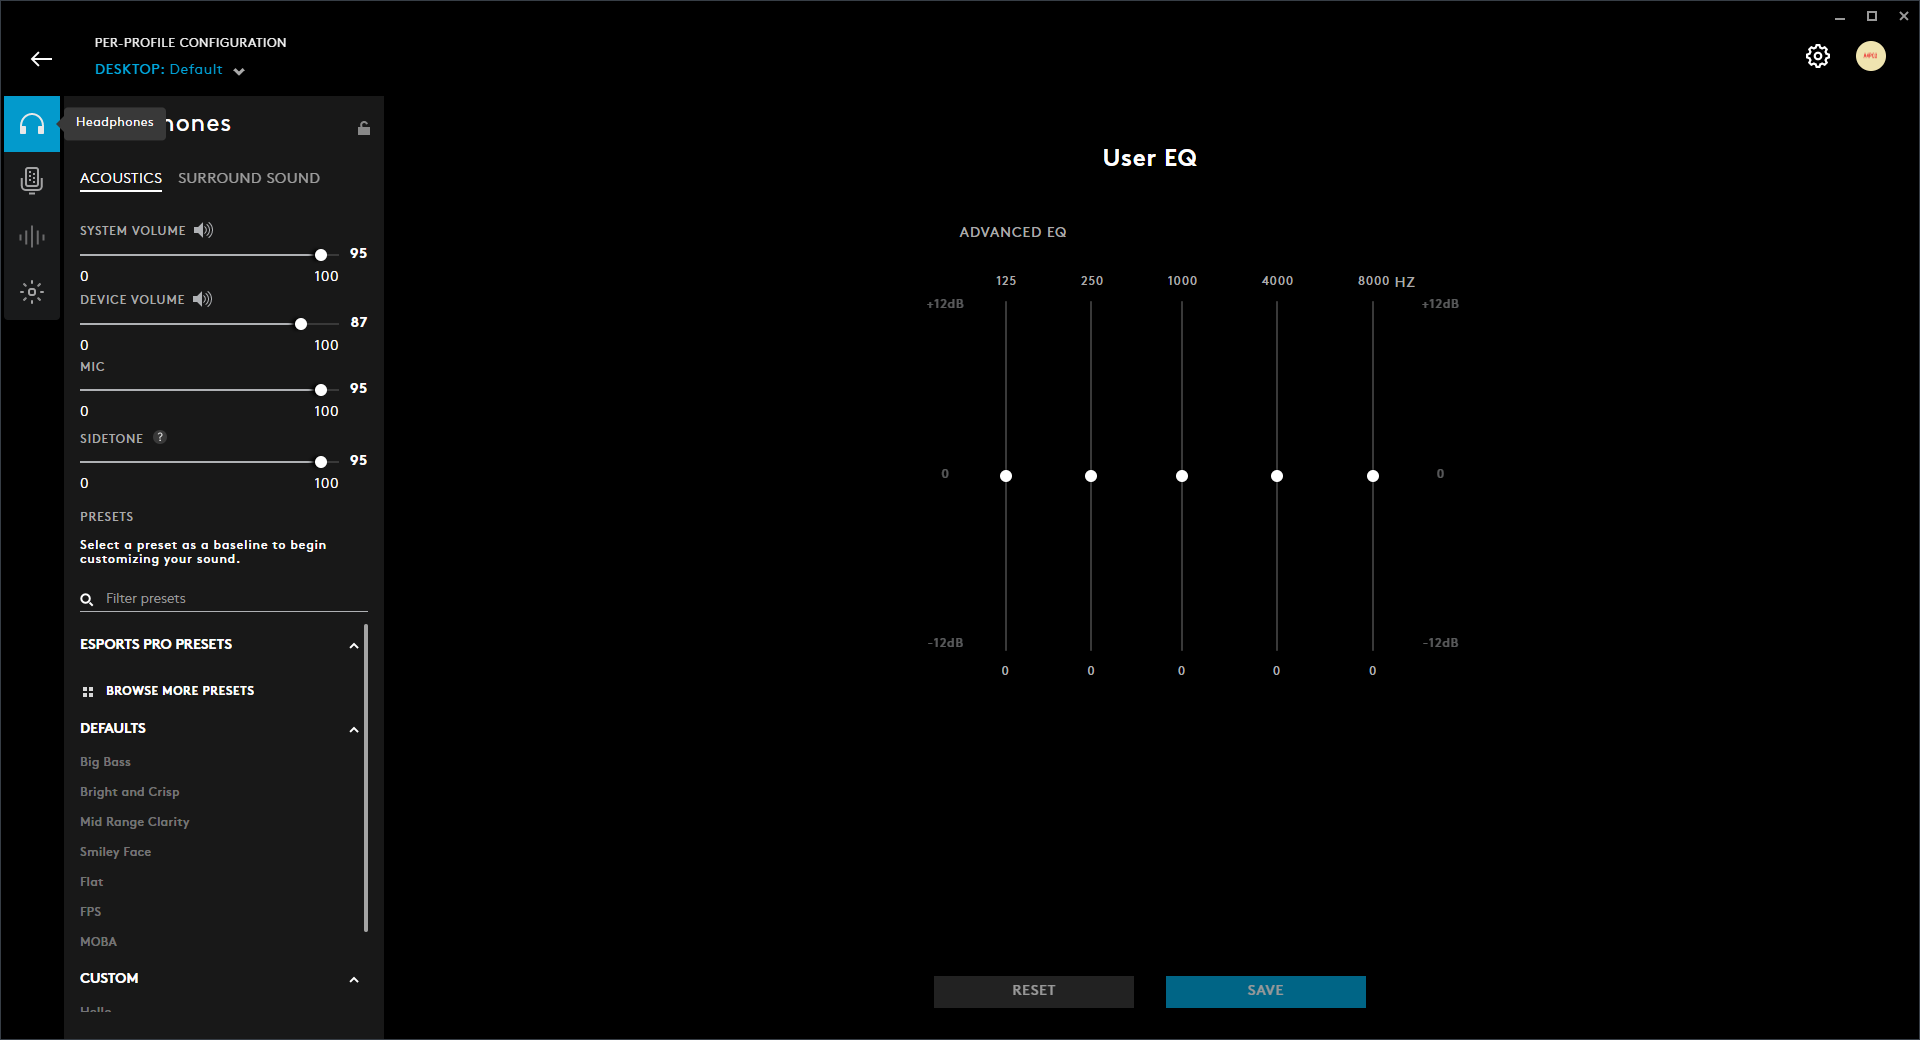 PER-PROFILE CONFIGURATION
DESKTOP: Default
Headphones
hones
ACOUSTICS SURROUND SOUND
SYSTEM VOLUME
95
0 100
DEVICE VOLUME
87
0 100
MIC
95
0 100
SIDETONE ?
95
0 100
PRESETS
Select a preset as a baseline to begin
customizing your sound.
Filter presets
ESPORTS PRO PRESETS
BROWSE MORE PRESETS
DEFAULTS
Big Bass
Bright and Crisp
Mid Range Clarity
Smiley Face
Flat
FPS
MOBA
CUSTOM
Hello
User EQ
ADVANCED EQ
125 250 1000 4000 8000 HZ
+12dB +12dB
0 0
-12dB -12dB
0 0 0 0 0
RESET SAVE